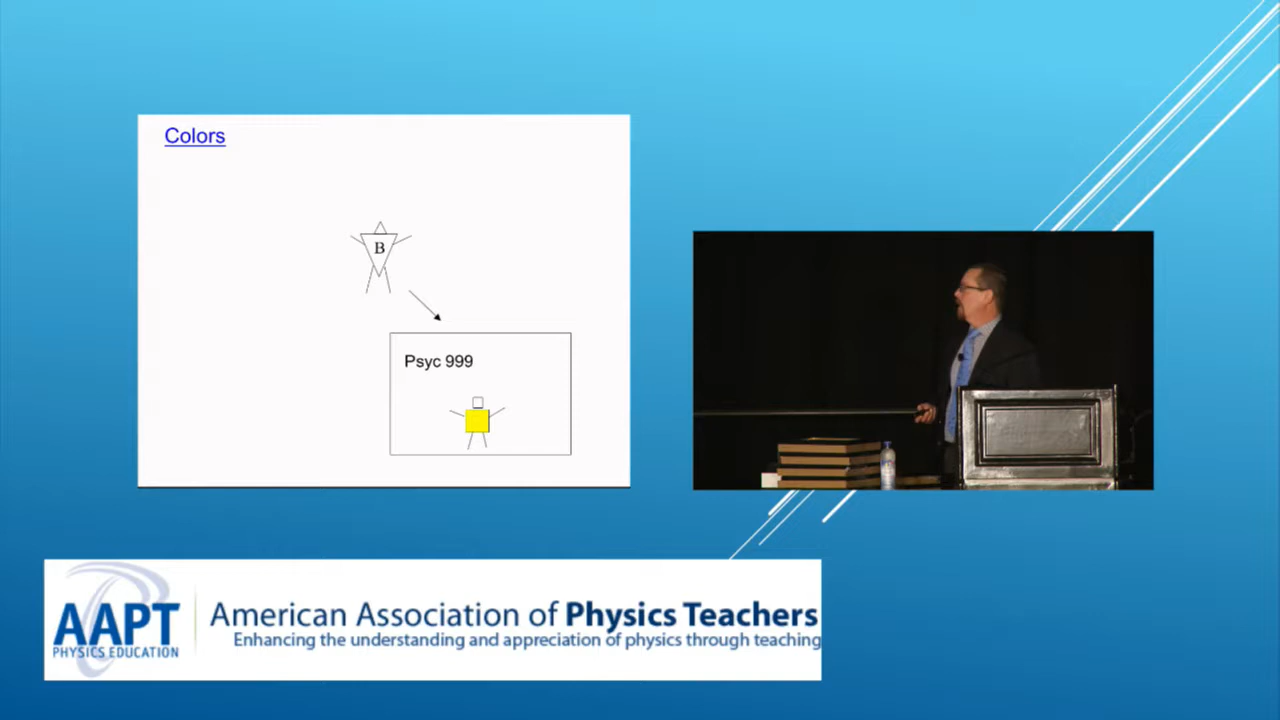 Colors
B
Psyc 999
AAPT
PHYSICS EDUCATION
American Association of Physics Teachers
Enhancing the understanding and appreciation of physics through teaching